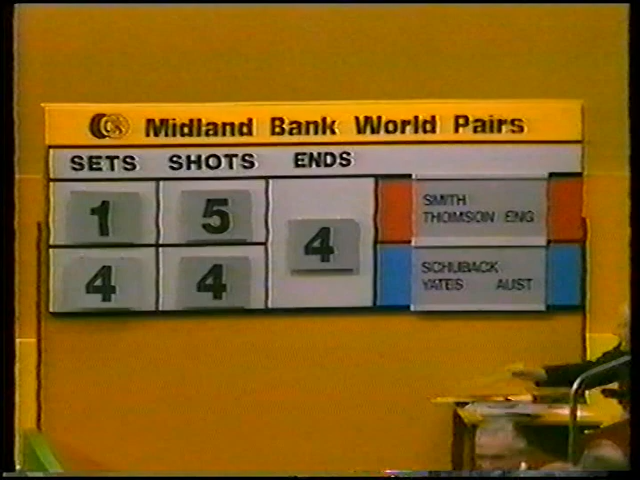 Midland Bank World Pairs
SETS SHOTS ENDS
1 5 SMITH
THOMSON ENG
4
4 4 SCHUBACK
YATES AUST